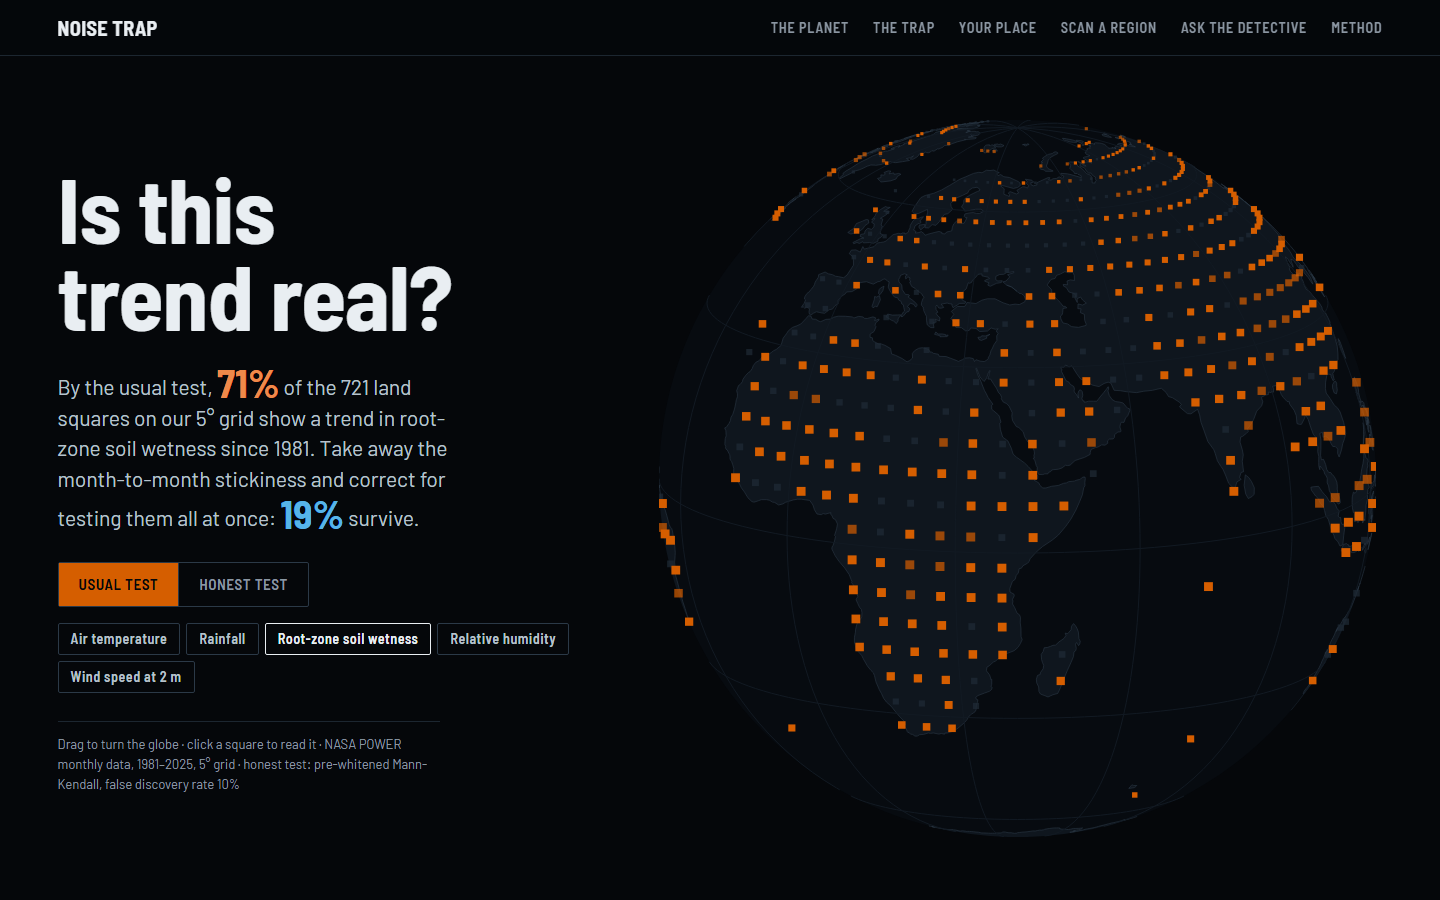 NOISE TRAP
THE PLANET THE TRAP YOUR PLACE SCAN A REGION ASK THE DETECTIVE METHOD
Is this
trend real?
By the usual test, 71% of the 721 land
squares on our 5° grid show a trend in root-
zone soil wetness since 1981. Take away the
month-to-month stickiness and correct for
testing them all at once: 19% survive.
USUAL TEST HONEST TEST
Air temperature Rainfall Root-zone soil wetness Relative humidity
Wind speed at 2 m
Drag to turn the globe · click a square to read it · NASA POWER
monthly data, 1981–2025, 5° grid · honest test: pre-whitened Mann-
Kendall, false discovery rate 10%